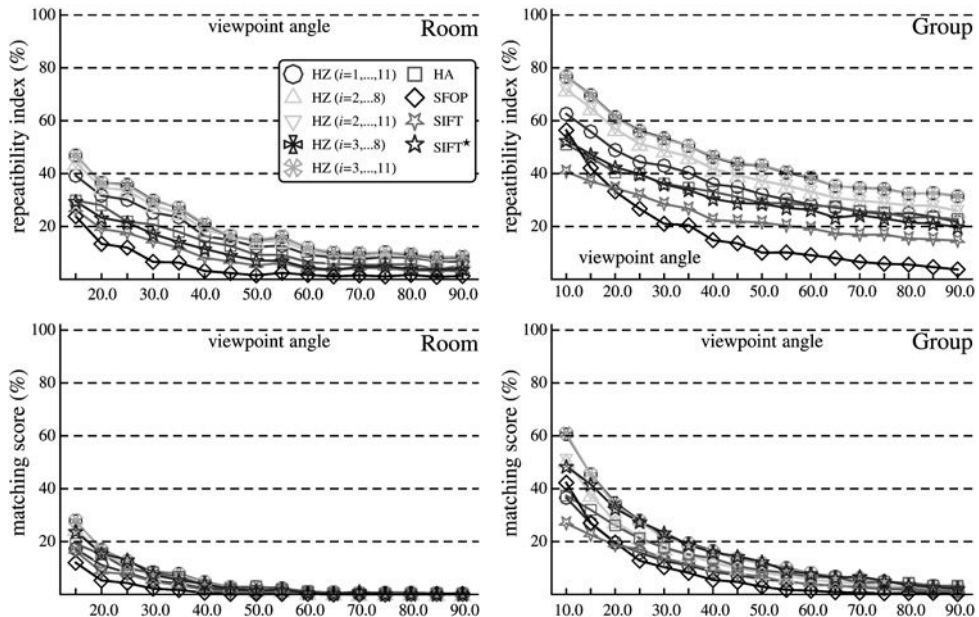 100
80
60
40
20
repeatibility index (%)
viewpoint angle
Room
HZ (i=1,...,11)
HZ (i=2,...8)
HZ (i=2,...,11)
HZ (i=3,...8)
HZ (i=3,...,11)
HA
SFOP
SIFT
SIFT★
20.0 30.0 40.0 50.0 60.0 70.0 80.0 90.0
100
80
60
40
20
repeatibility index (%)
Group
viewpoint angle
10.0 20.0 30.0 40.0 50.0 60.0 70.0 80.0 90.0
100
80
60
40
20
matching score (%)
viewpoint angle
Room
20.0 30.0 40.0 50.0 60.0 70.0 80.0 90.0
100
80
60
40
20
matching score (%)
viewpoint angle
Group
10.0 20.0 30.0 40.0 50.0 60.0 70.0 80.0 90.0